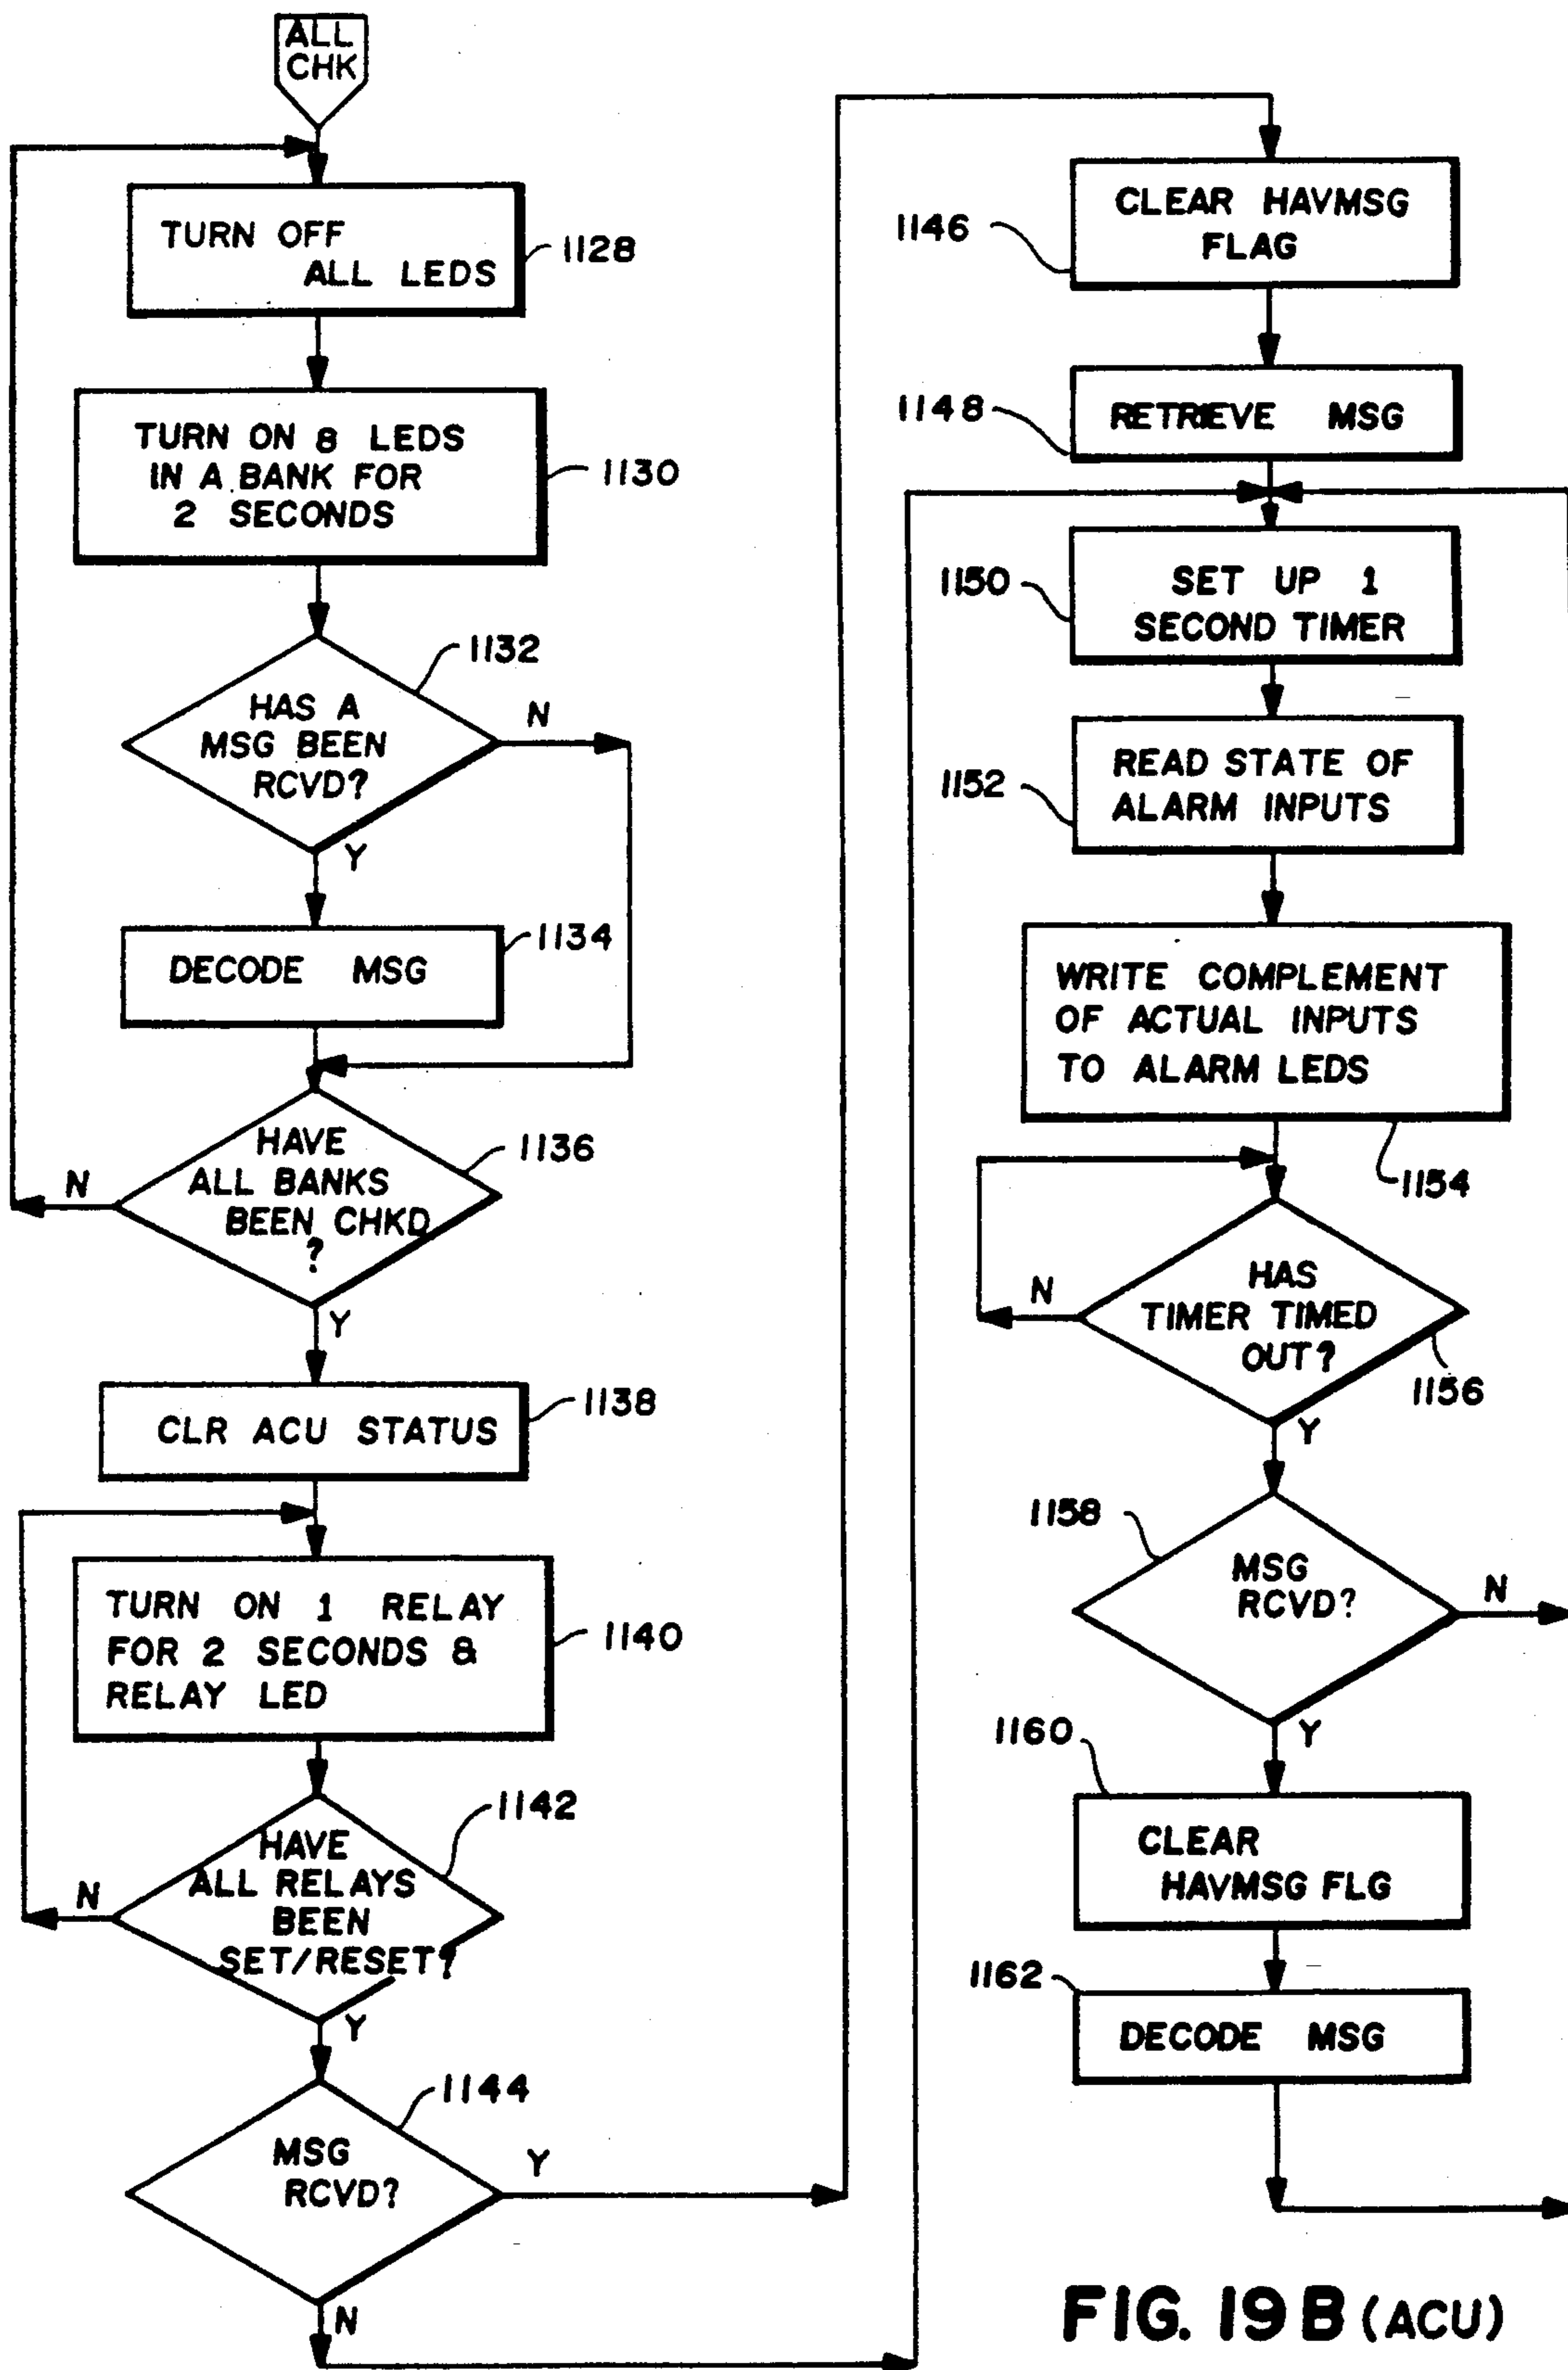 ALL
CHK
TURN OFF
ALL LEDS
1128
TURN ON 8 LEDS
IN A BANK FOR
2 SECONDS
1130
1132
HAS A
MSG BEEN
RCVD?
N
Y
DECODE MSG
1134
HAVE
ALL BANKS
BEEN CHKD
?
1136
N
Y
CLR ACU STATUS
1138
TURN ON 1 RELAY
FOR 2 SECONDS &
RELAY LED
1140
1142
HAVE
ALL RELAYS
BEEN
SET/RESET?
N
Y
1144
MSG
RCVD?
Y
N
1146
CLEAR HAVMSG
FLAG
1148
RETRIEVE MSG
1150
SET UP 1
SECOND TIMER
1152
READ STATE OF
ALARM INPUTS
WRITE COMPLEMENT
OF ACTUAL INPUTS
TO ALARM LEDS
1154
HAS
TIMER TIMED
OUT?
N
1156
Y
1158
MSG
RCVD?
N
Y
1160
CLEAR
HAVMSG FLG
1162
DECODE MSG
FIG. 19 B (ACU)